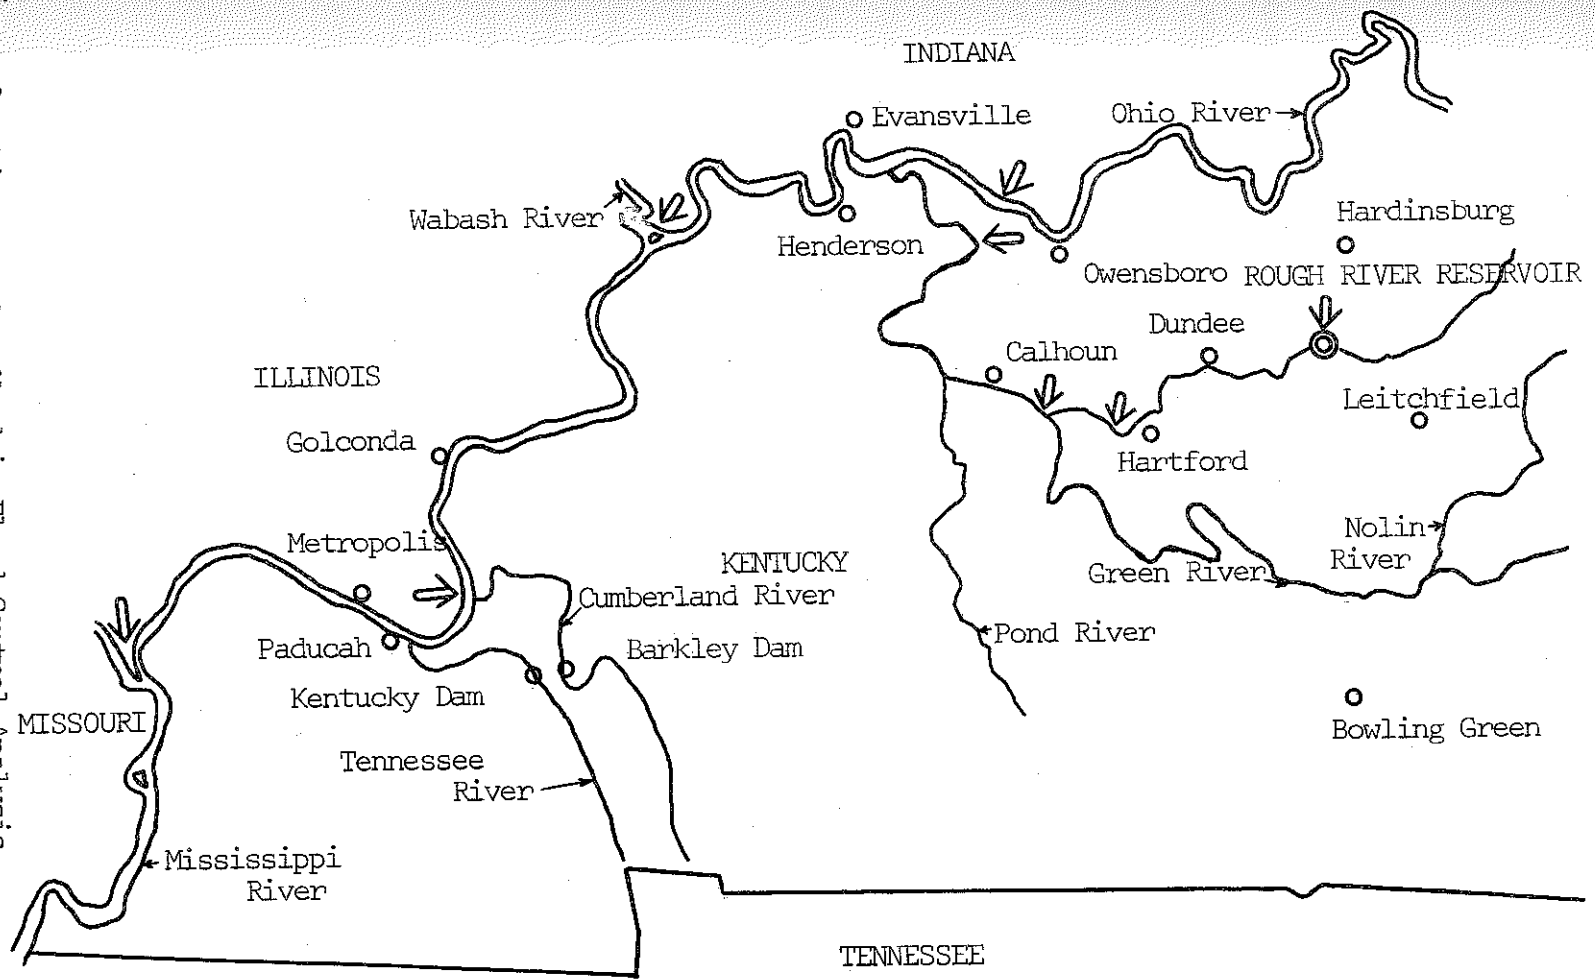 INDIANA
Evansville
Ohio River
Wabash River
Hardinsburg
Henderson
Owensboro
ROUGH RIVER RESERVOIR
Dundee
Calhoun
ILLINOIS
Leitchfield
Golconda
Hartford
Nolin
River
Metropolis
KENTUCKY
Green River
Cumberland River
Pond River
Paducah
Barkley Dam
Kentucky Dam
MISSOURI
Bowling Green
Tennessee
River
Mississippi
River
TENNESSEE